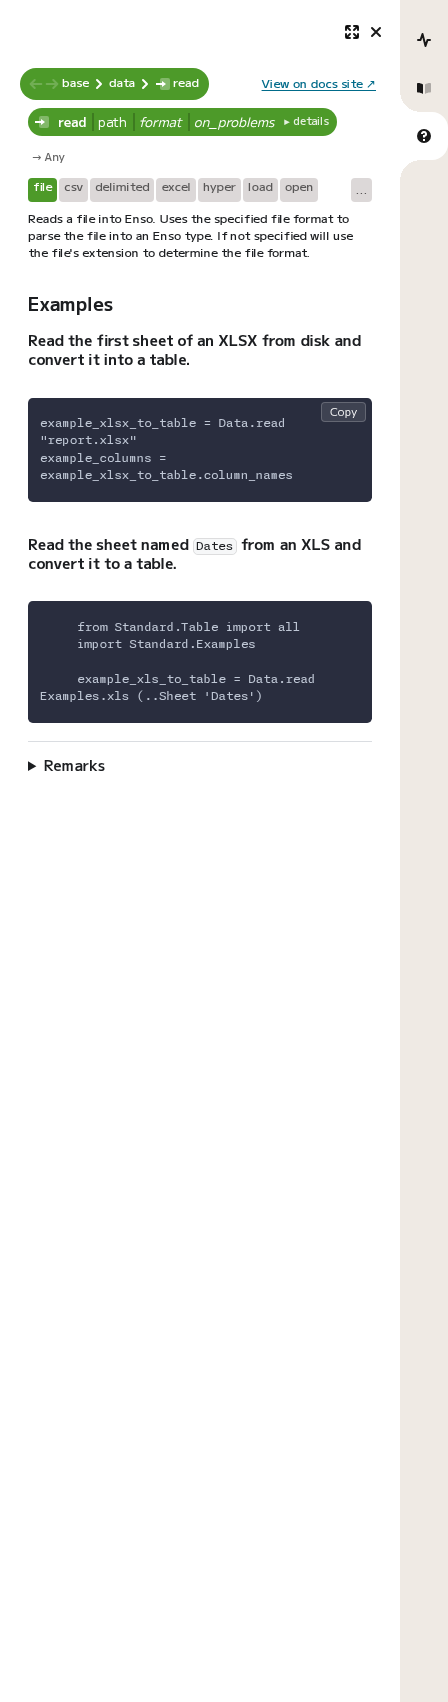 base data read View on docs site ↗
read path format on_problems ▸ details
→ Any
file csv delimited excel hyper load open ...
Reads a file into Enso. Uses the specified file format to
parse the file into an Enso type. If not specified will use
the file's extension to determine the file format.
Examples
Read the first sheet of an XLSX from disk and
convert it into a table.
Copy
example_xlsx_to_table = Data.read
"report.xlsx"
example_columns =
example_xlsx_to_table.column_names
Read the sheet named Dates from an XLS and
convert it to a table.
from Standard.Table import all
import Standard.Examples
example_xls_to_table = Data.read
Examples.xls (..Sheet 'Dates')
Remarks